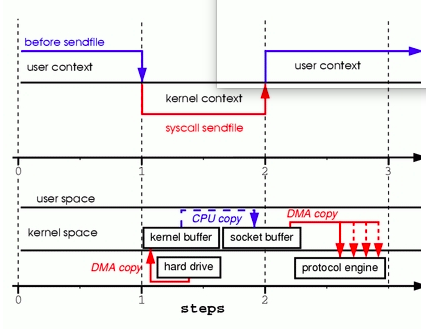 before sendfile
user context
user context
kernel context
syscall sendfile
0
1
2
3
user space
CPU copy
DMA copy
kernel space
kernel buffer
socket buffer
DMA copy
hard drive
protocol engine
0
1
2
3
steps